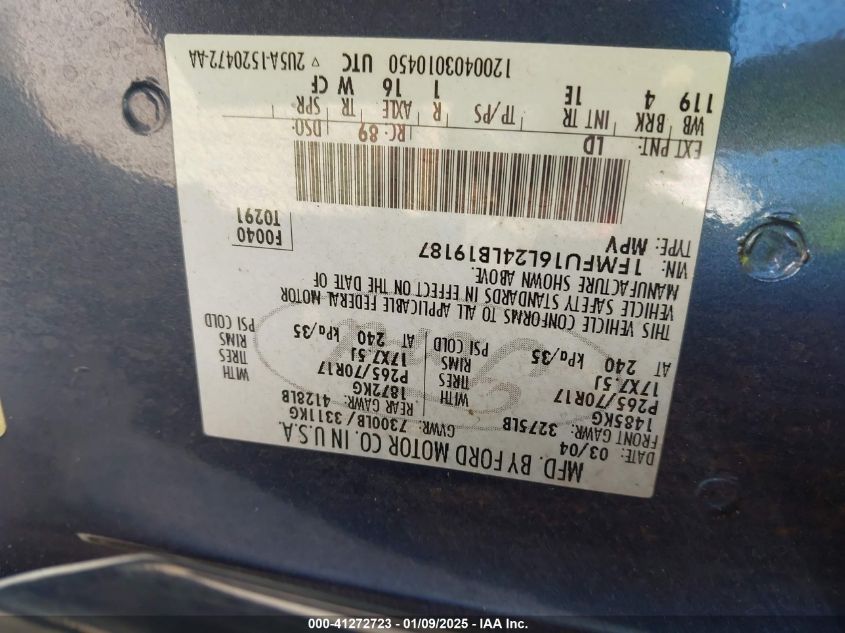 MFD. BY FORD MOTOR CO. IN U.S.A.
DATE: 03/04 GVWR: 7300LB/3311KG
FRONT GAWR: 3275LB REAR GAWR: 4128LB
1485KG WITH 1872KG WITH
P265/70R17 TIRES P265/70R17 TIRES
17X7.5J RIMS 17X7.5J RIMS
AT 240 kPa/35 PSI COLD AT 240 kPa/35 PSI COLD
THIS VEHICLE CONFORMS TO ALL APPLICABLE FEDERAL MOTOR
VEHICLE SAFETY STANDARDS IN EFFECT ON THE DATE OF
MANUFACTURE SHOWN ABOVE.
VIN: 1FMFU16L24LB19187
TYPE: MPV
F0040
T0291
EXT PNT: LD RC: 89 DSO:
WB BRK INT TR TP/PS R AXLE TR SPR
119 4 1E 1 16 W CF
1200403010450 UTC ▽ 2U5A-1520472-AA
000-41272723 - 01/09/2025 - IAAI.com